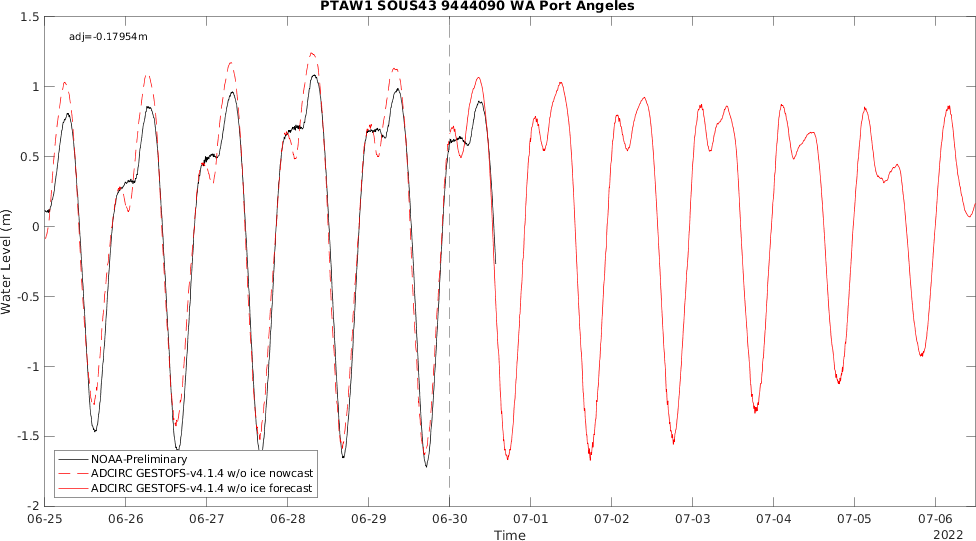 PTAW1 SOUS43 9444090 WA Port Angeles
adj=-0.17954m
1.5
1
0.5
0
-0.5
-1
-1.5
-2
Water Level (m)
NOAA-Preliminary
ADCIRC GESTOFS-v4.1.4 w/o ice nowcast
ADCIRC GESTOFS-v4.1.4 w/o ice forecast
06-25 06-26 06-27 06-28 06-29 06-30 07-01 07-02 07-03 07-04 07-05 07-06
Time
2022